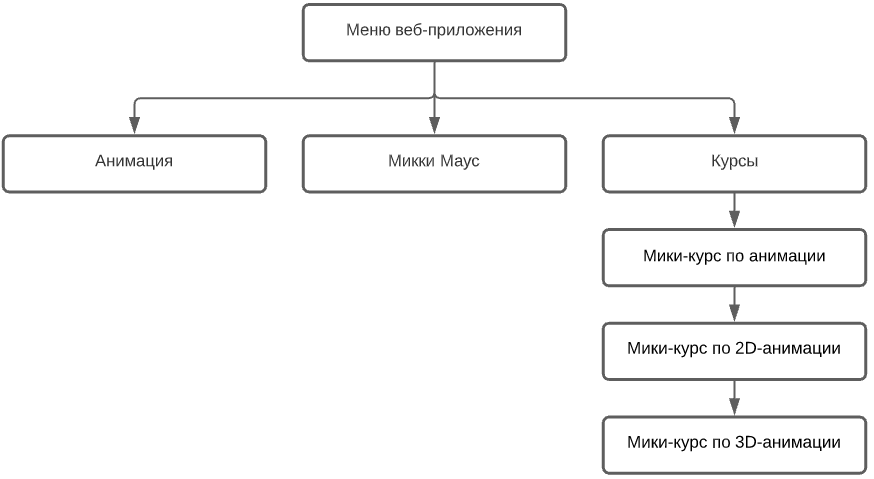 Меню веб-приложения
Анимация
Микки Маус
Курсы
Мики-курс по анимации
Мики-курс по 2D-анимации
Мики-курс по 3D-анимации